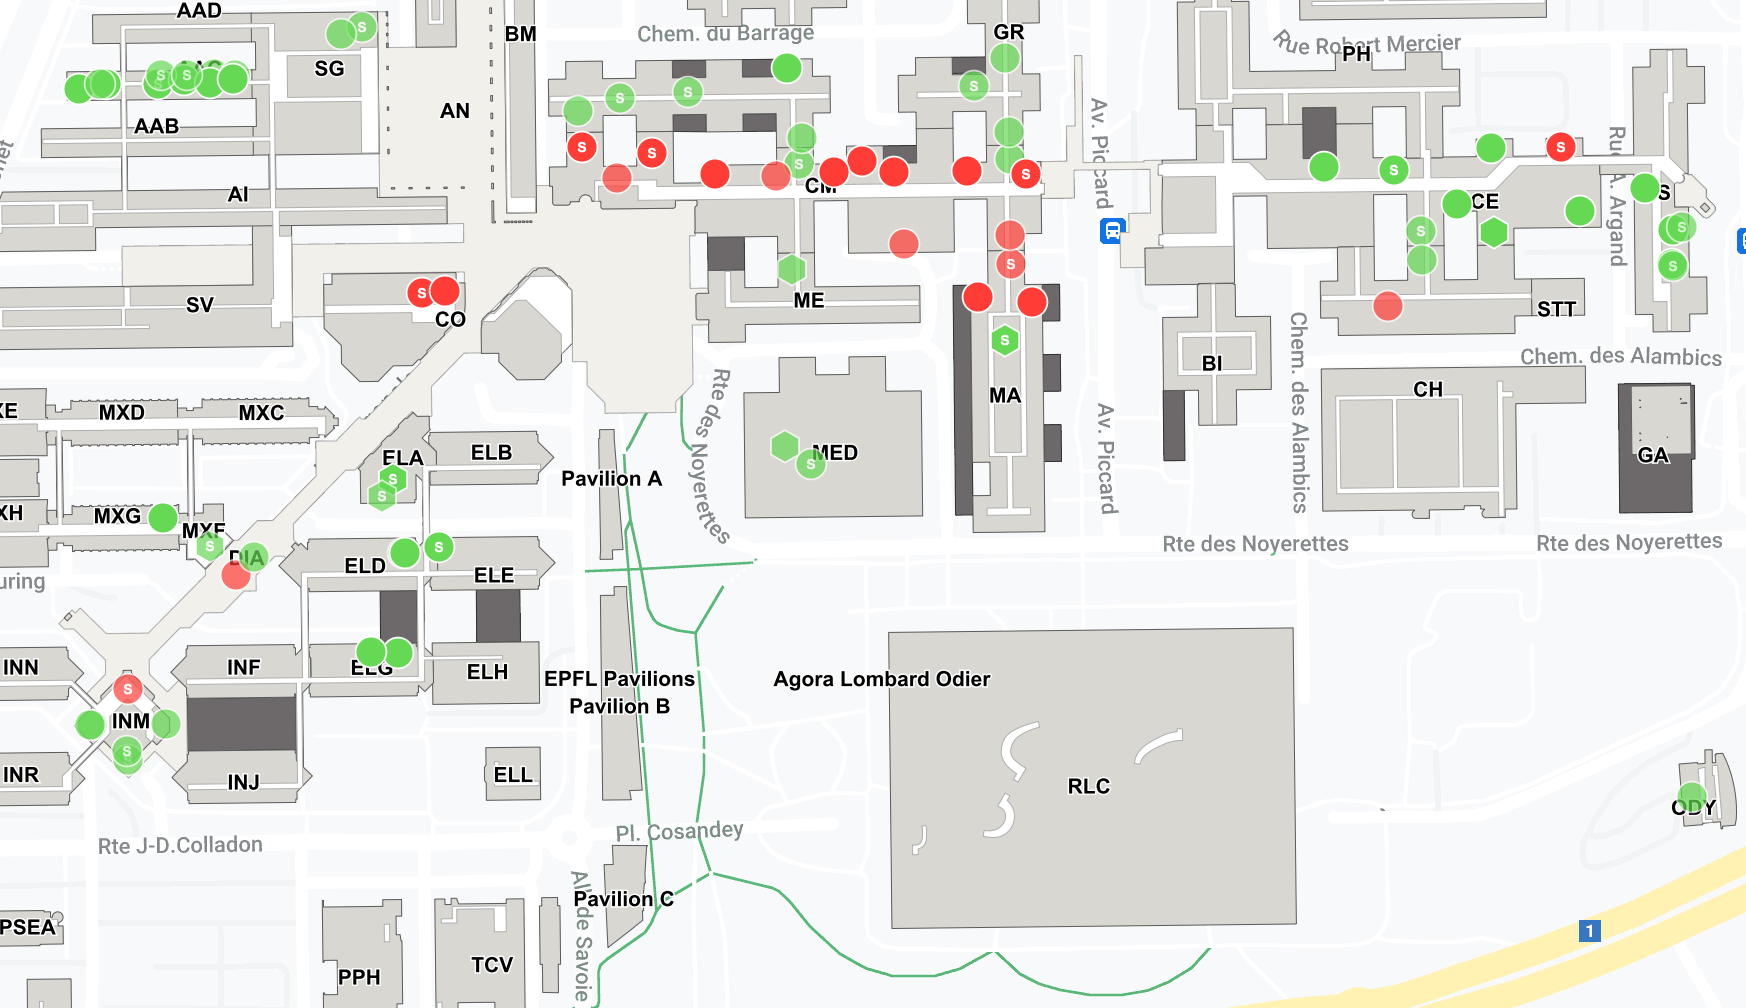 AAD
BM
Chem. du Barrage
GR
Rue Robert Mercier
PH
SG
S
AN
AAB
Av. Piccard
AI
CM
CE
S
A. Argand
SV
CO
ME
STT
Chem. des Alambics
BI
CH
MA
Rte des Noyerettes
Chem. des Alambics
XE
MXD
MXC
ELA
ELB
Pavilion A
MED
GA
Av. Piccard
XH
MXG
MXF
DIA
ELD
ELE
Rte des Noyerettes
Rte des Noyerettes
uring
INN
INF
ELG
ELH
EPFL Pavilions
Pavilion B
Agora Lombard Odier
INM
INR
INJ
ELL
RLC
ODY
Rte J-D.Colladon
Pl. Cosandey
Pavilion C
All. de Savoie
PSEA
PPH
TCV
1